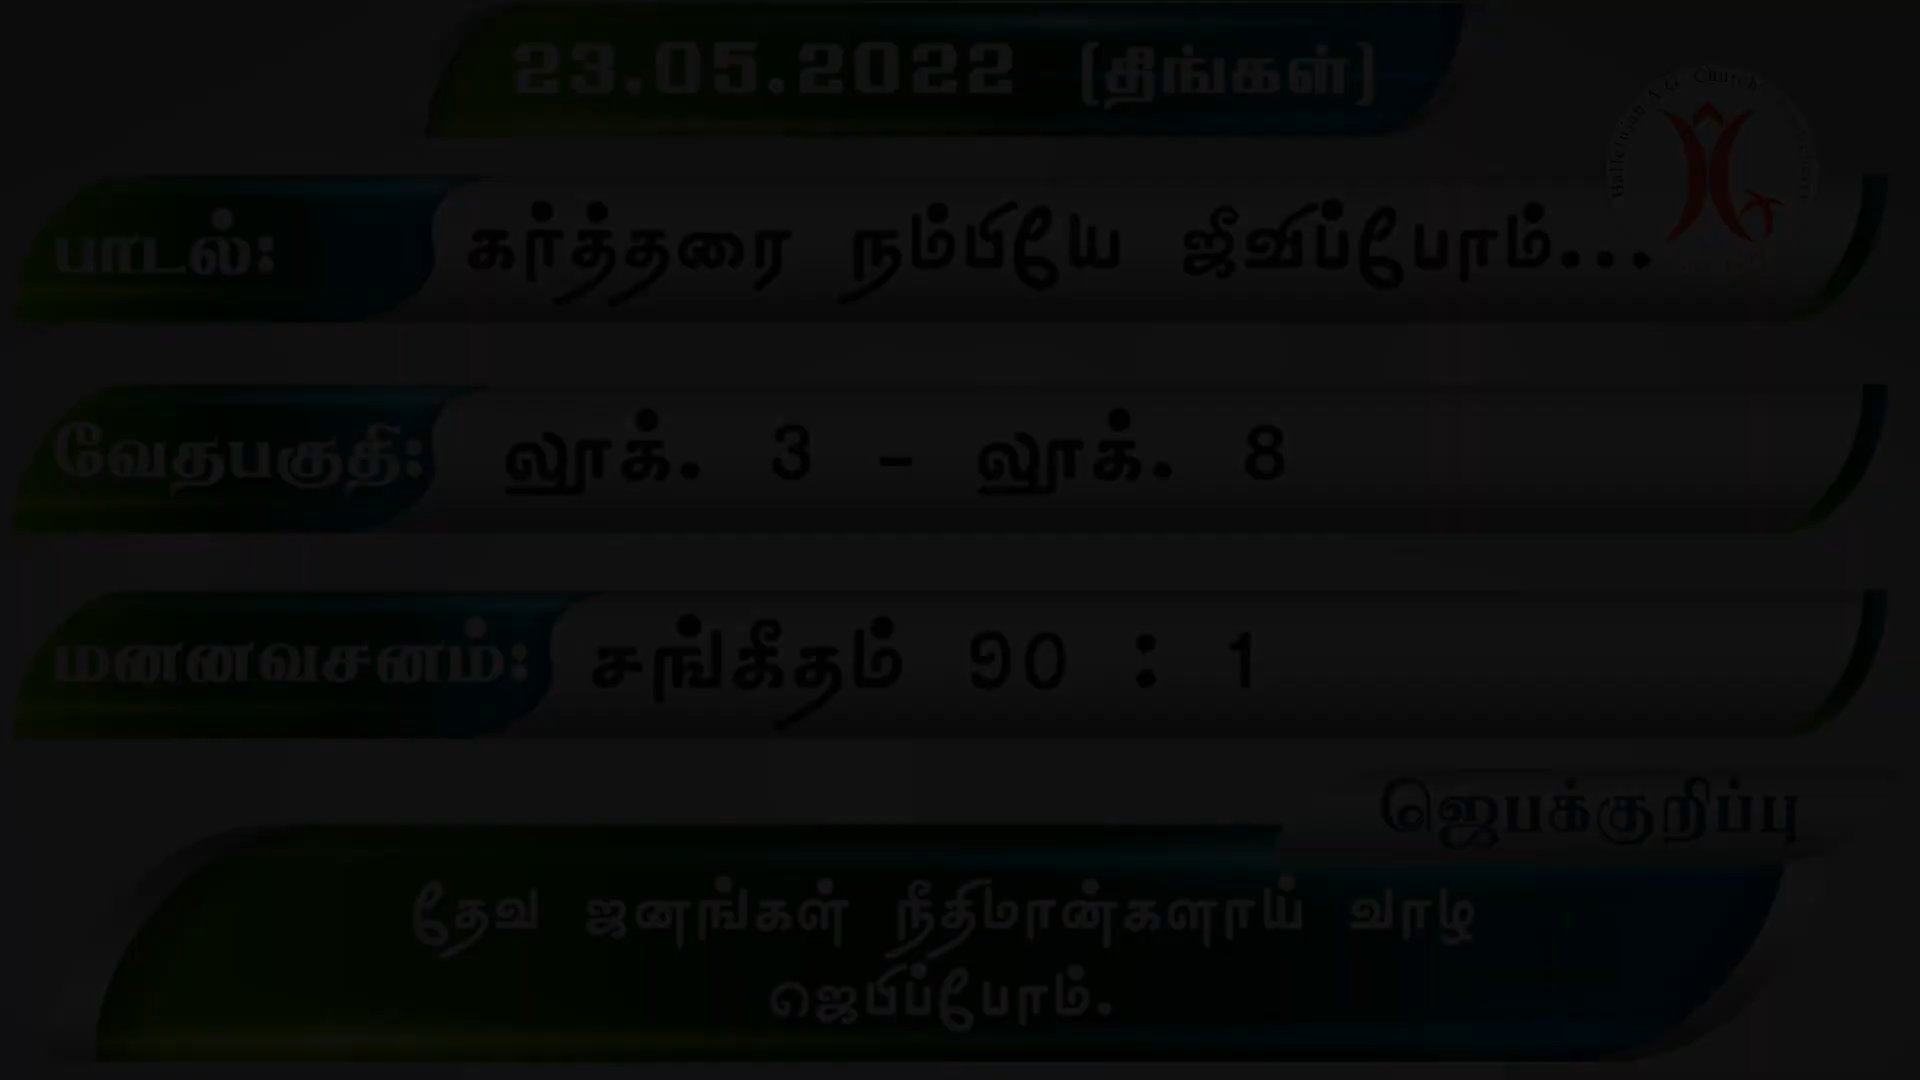 23.05.2022 (திங்கள்)
Church
பாடல்: கர்த்தரை நம்பியே ஜீவிப்போம்...
வேதபகுதி: லூக். 3 - லூக். 8
மனனவசனம்: சங்கீதம் 90 : 1
ஜெபக்குறிப்பு
தேவ ஜனங்கள் நீதிமான்களாய் வாழ
ஜெபிப்போம்.